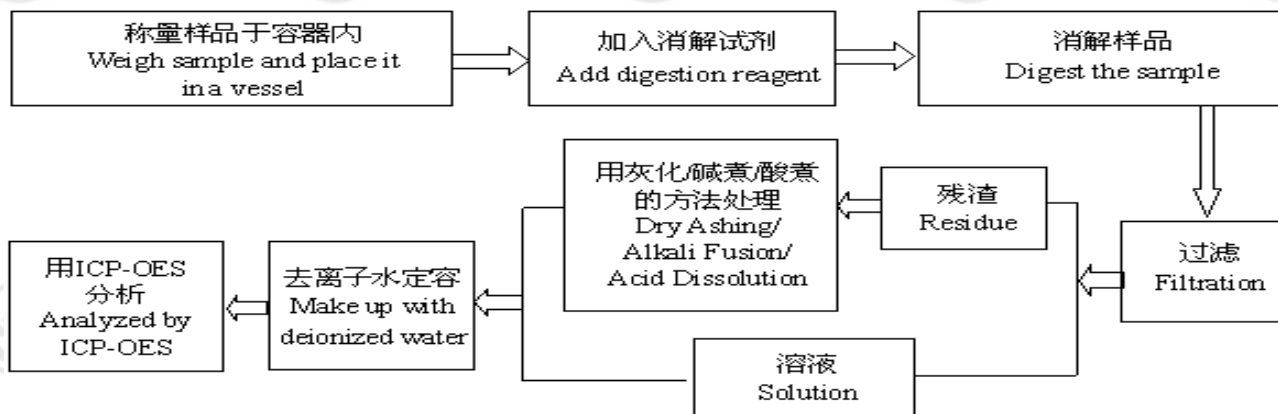 称量样品于容器内
Weigh sample and place it
in a vessel
加入消解试剂
Add digestion reagent
消解样品
Digest the sample
过滤
Filtration
残渣
Residue
用灰化/碱煮/酸煮
的方法处理
Dry Ashing/
Alkali Fusion/
Acid Dissolution
溶液
Solution
去离子水定容
Make up with
deionized water
用ICP-OES
分析
Analyzed by
ICP-OES